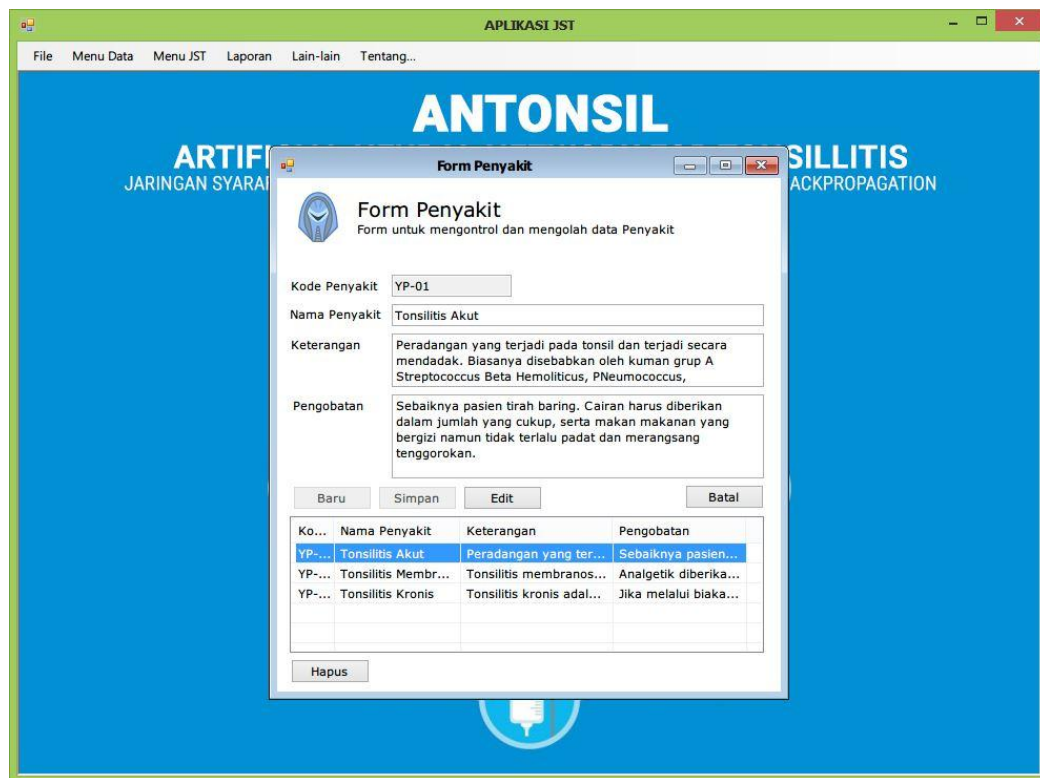 APLIKASI JST
File Menu Data Menu JST Laporan Lain-lain Tentang...
ANTONSIL
SILLITIS
JARINGAN
ACKPROPAGATION
Form Penyakit
Form Penyakit
Form untuk mengontrol dan mengolah data Penyakit
Kode Penyakit YP-01
Nama Penyakit Tonsilitis Akut
Keterangan Peradangan yang terjadi pada tonsil dan terjadi secara
mendadak. Biasanya disebabkan oleh kuman grup A
Streptococcus Beta Hemoliticus, PNeumococcus,
Pengobatan Sebaiknya pasien tirah baring. Cairan harus diberikan
dalam jumlah yang cukup, serta makan makanan yang
bergizi namun tidak terlalu padat dan merangsang
tenggorokan.
Baru Simpan Edit Batal
Ko... Nama Penyakit Keterangan Pengobatan
YP-... Tonsilitis Akut Peradangan yang ter... Sebaiknya pasien...
YP-... Tonsilitis Membr... Tonsilitis membranos... Analgetik diberika...
YP-... Tonsilitis Kronis Tonsilitis kronis adal... Jika melalui biaka...
Hapus